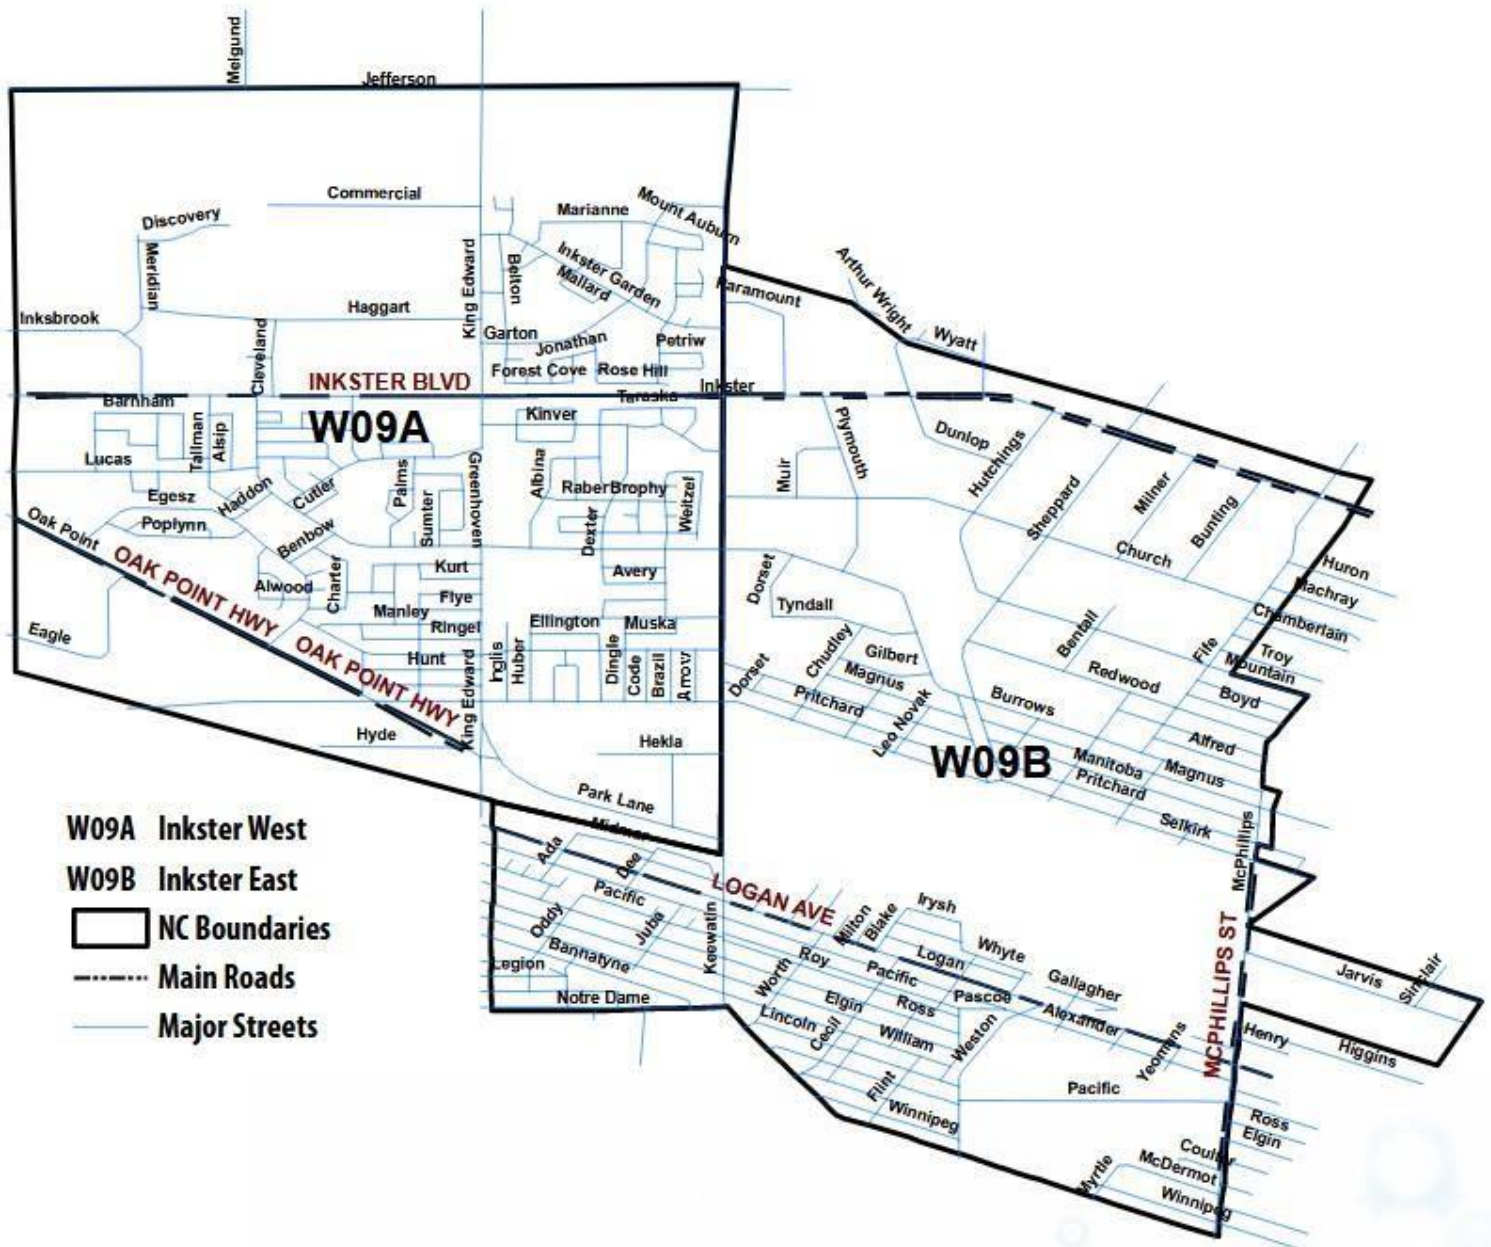 Melgund
Jefferson
Commercial
Discovery
Meridian
Marianne
Mount Auburn
King Edward
Belton
Inkster Garden
Mallard
Arthur Wright
Paramount
Inksbrook
Haggart
Cleveland
Garton
Jonathan
Petriw
Wyatt
Forest Cove
Rose Hill
INKSTER BLVD
Inkster
Taraska
Barnham
W09A
Kinver
Tallman
Alsip
Plymouth
Dunlop
Hutchings
Lucas
Palms
Greenhoven
Albina
Muir
Egesz
Haddon
Cutler
Sumter
Raber
Brophy
Weitzel
Sheppard
Milner
Bunting
Oak Point
Poplynn
Benbow
Dexter
Church
OAK POINT HWY
Alwood
Charter
Kurt
Avery
Dorset
Huron
Machray
Flye
Manley
Tyndall
Chamberlain
Eagle
Ringel
Ellington
Muska
Chudley
Bentall
Fife
Troy
OAK POINT HWY
Hunt
Inglis
Huber
Dingle
Code
Brazil
Arrow
Dorset
Gilbert
Magnus
Redwood
Mountain
Boyd
King Edward
Pritchard
Leo Novak
Burrows
Hyde
Hekla
W09B
Alfred
Manitoba
Magnus
Pritchard
Park Lane
Selkirk
McPhillips
Midmar
W09A Inkster West
W09B Inkster East
NC Boundaries
Main Roads
Major Streets
Ada
Dee
LOGAN AVE
Pacific
Oddy
Juba
Keewatin
Milton
Blake
Irysh
MCPHILLIPS ST
Bannatyne
Legion
Roy
Worth
Pacific
Logan
Whyte
Jarvis
Sinclair
Notre Dame
Elgin
Ross
Pascoe
Gallagher
Lincoln
Cecil
William
Weston
Alexander
Yeomans
Henry
Higgins
Flint
Pacific
Winnipeg
Ross
Elgin
Coulter
McDermot
Myrtle
Winnipeg